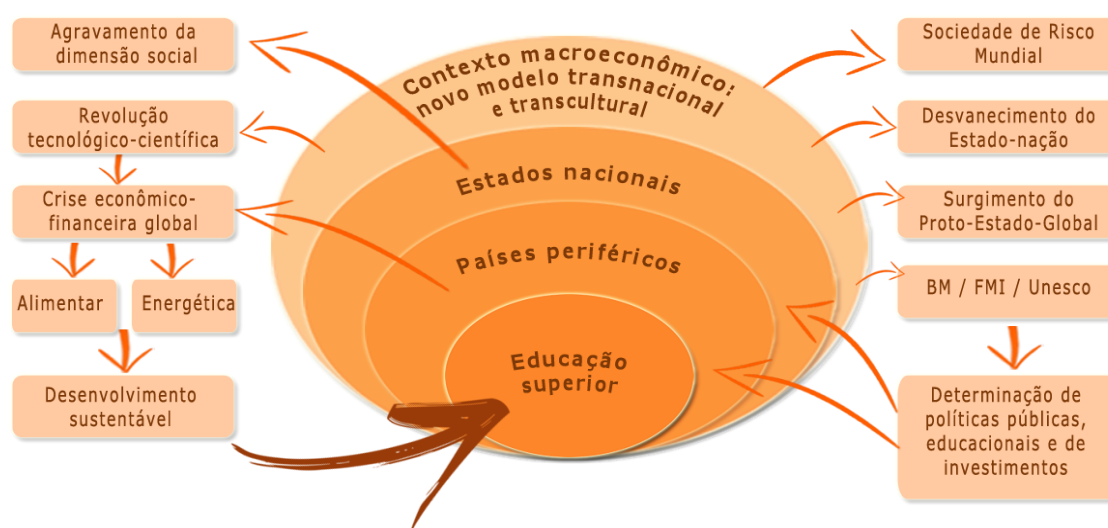 Agravamento da
dimensão social
Revolução
tecnológico-científica
Crise econômico-
financeira global
Alimentar
Energética
Desenvolvimento
sustentável
Contexto macroeconômico:
novo modelo transnacional
e transcultural
Estados nacionais
Países periféricos
Educação
superior
Sociedade de Risco
Mundial
Desvanecimento do
Estado-nação
Surgimento do
Proto-Estado-Global
BM / FMI / Unesco
Determinação de
políticas públicas,
educacionais e de
investimentos